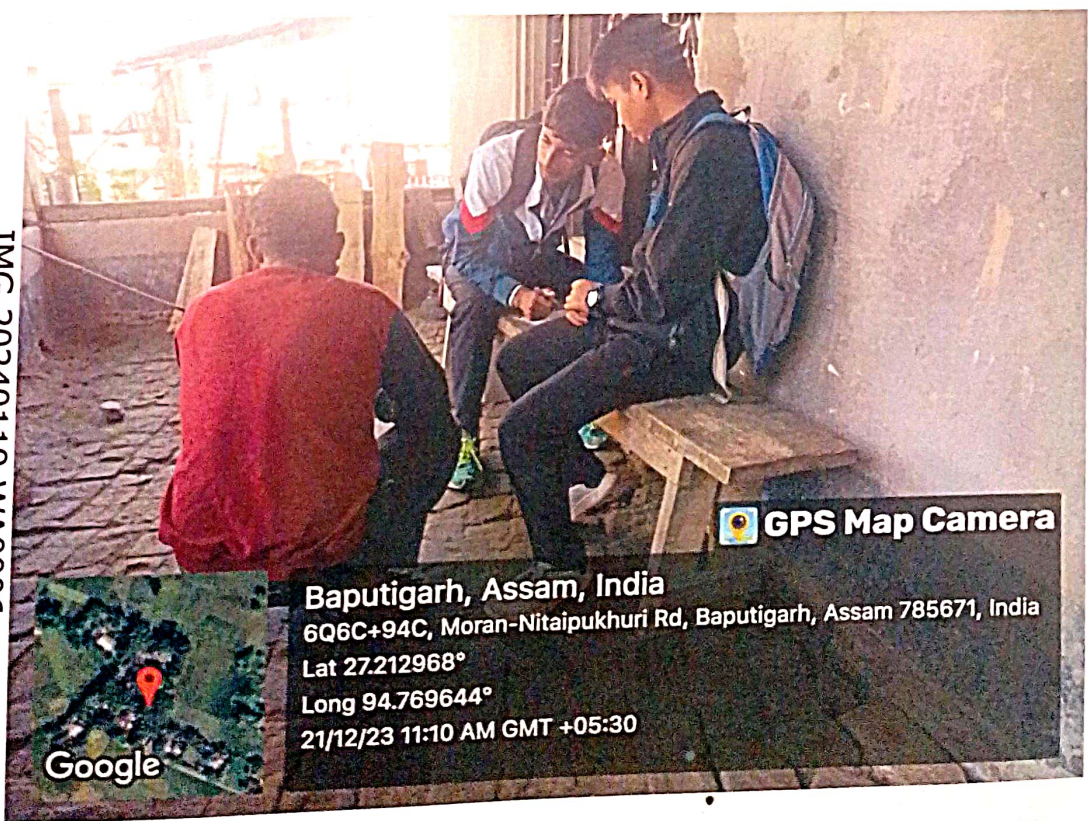 GPS Map Camera
Baputigarh, Assam, India
6Q6C+94C, Moran-Nitaipukhuri Rd, Baputigarh, Assam 785671, India
Lat 27.212968°
Long 94.769644°
21/12/23 11:10 AM GMT +05:30
Google